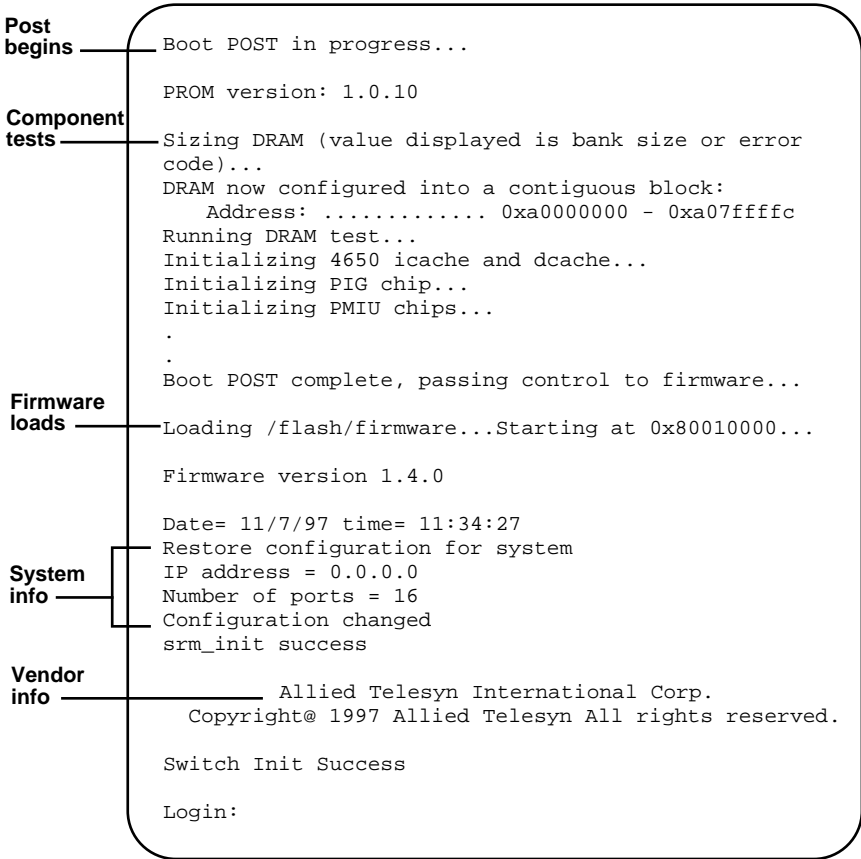 Post
begins
Boot POST in progress...
PROM version: 1.0.10
Component
tests
Sizing DRAM (value displayed is bank size or error
code)...
DRAM now configured into a contiguous block:
Address: ............. 0xa0000000 - 0xa07ffffc
Running DRAM test...
Initializing 4650 icache and dcache...
Initializing PIG chip...
Initializing PMIU chips...
.
.
Boot POST complete, passing control to firmware...
Firmware
loads
Loading /flash/firmware...Starting at 0x80010000...
Firmware version 1.4.0
Date= 11/7/97 time= 11:34:27
Restore configuration for system
System
info
IP address = 0.0.0.0
Number of ports = 16
Configuration changed
srm_init success
Vendor
info
Allied Telesyn International Corp.
Copyright@ 1997 Allied Telesyn All rights reserved.
Switch Init Success
Login: